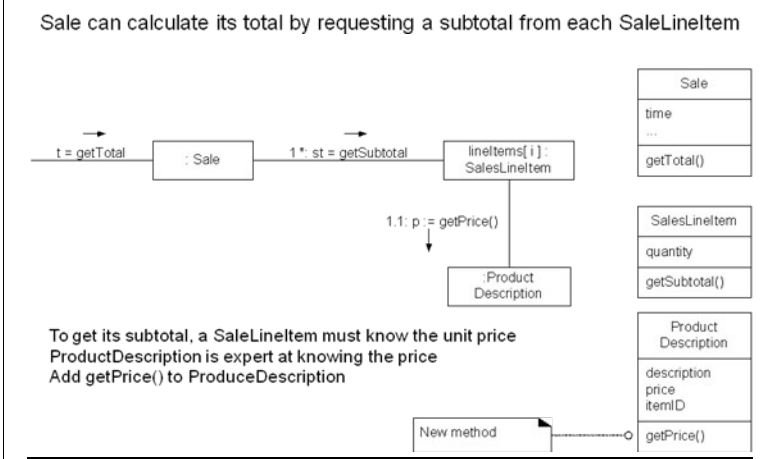 Sale can calculate its total by requesting a subtotal from each SaleLineItem
t = getTotal
: Sale
1 *: st = getSubtotal
lineItems[ i ] :
SalesLineItem
1.1: p := getPrice()
:Product
Description
Sale
time
...
getTotal()
SalesLineItem
quantity
getSubtotal()
Product
Description
description
price
itemID
getPrice()
To get its subtotal, a SaleLineItem must know the unit price
ProductDescription is expert at knowing the price
Add getPrice() to ProduceDescription
New method